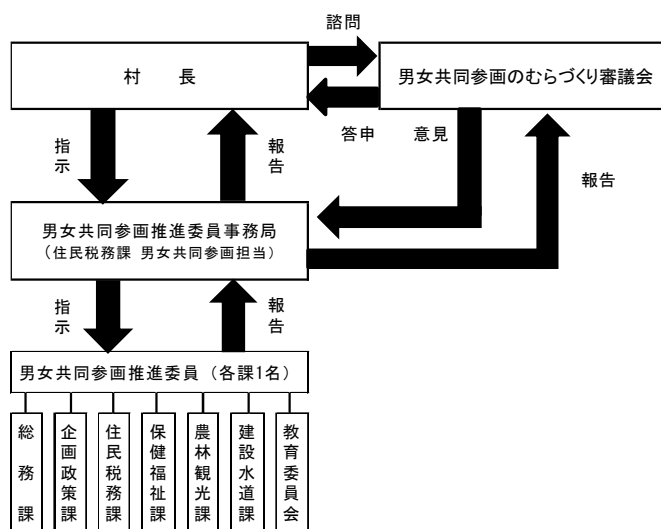 諮問
村　長
男女共同参画のむらづくり審議会
答申
意見
指示
報告
報告
男女共同参画推進委員事務局
（住民税務課 男女共同参画担当）
指示
報告
男女共同参画推進委員（各課1名）
総務課
企画政策課
住民税務課
保健福祉課
農林観光課
建設水道課
教育委員会